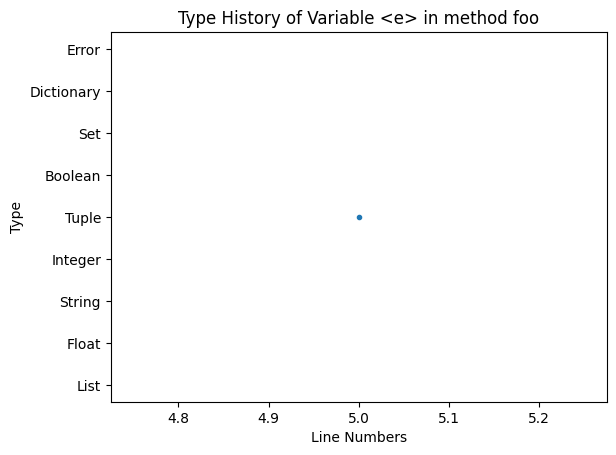 Type History of Variable <e> in method foo
Type
Error
Dictionary
Set
Boolean
Tuple
Integer
String
Float
List
4.8 4.9 5.0 5.1 5.2
Line Numbers